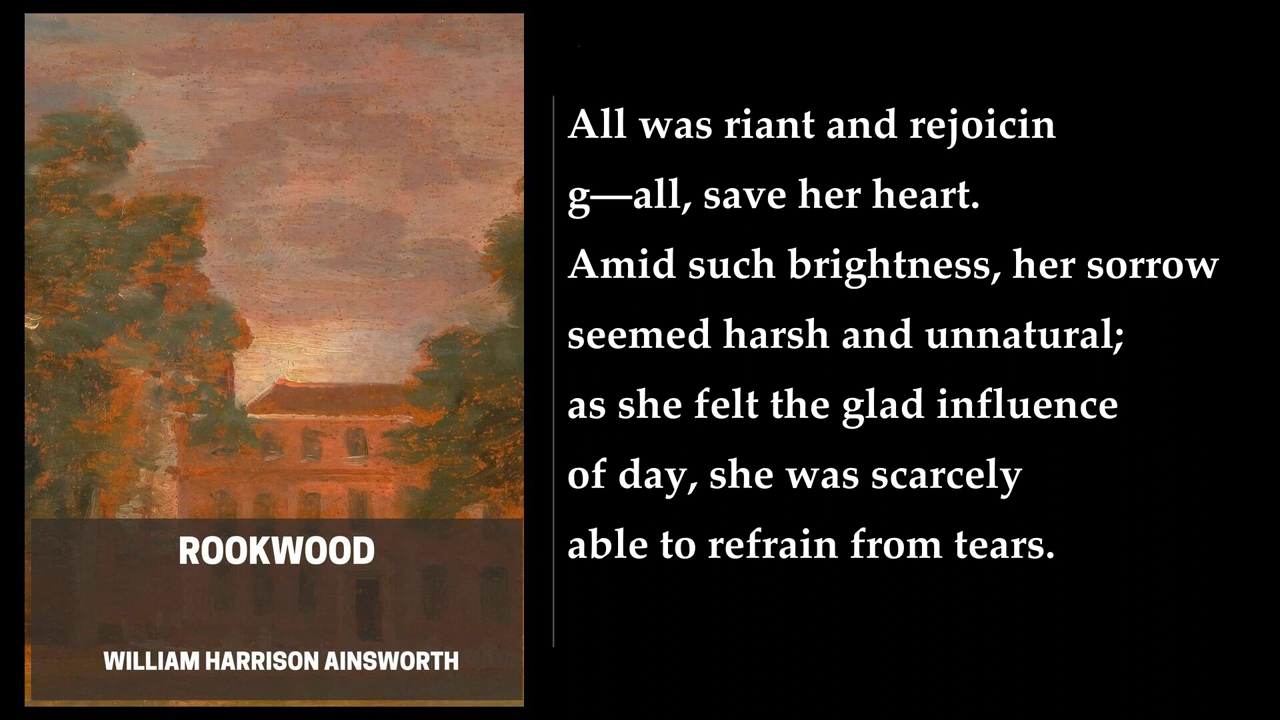 All was riant and rejoicin
g—all, save her heart.
Amid such brightness, her sorrow
seemed harsh and unnatural;
as she felt the glad influence
of day, she was scarcely
able to refrain from tears.
ROOKWOOD
WILLIAM HARRISON AINSWORTH